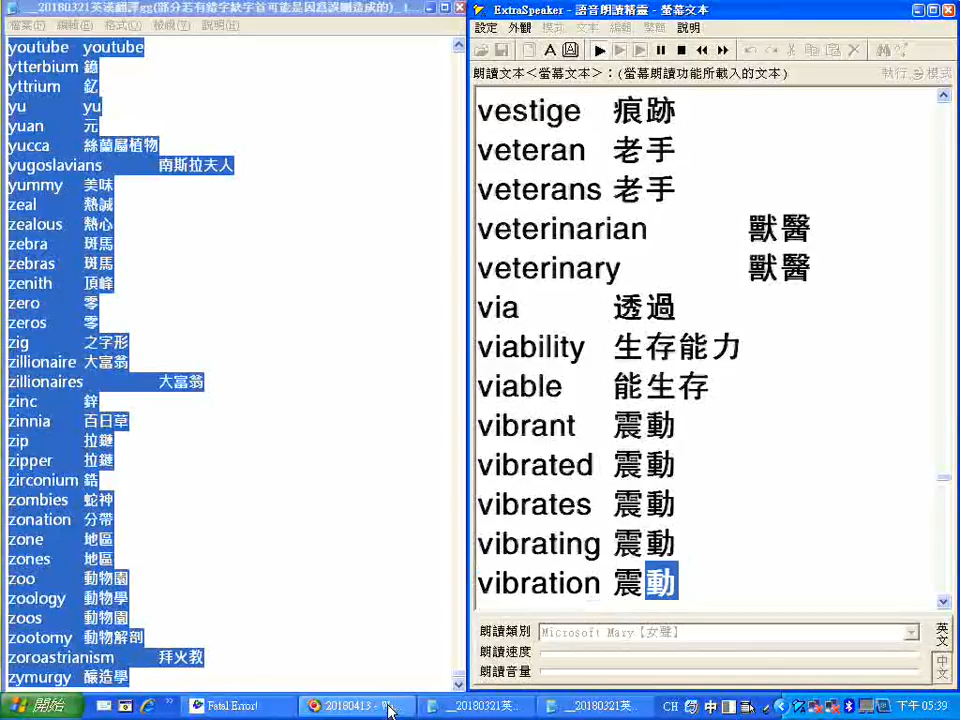 __20180321英漢翻譯gg(部分若有錯字缺字首可能是因為誤刪造成的)
檔案(F) 編輯(E) 格式(O) 檢視(V) 說明(H)
youtube youtube
ytterbium 鐿
yttrium 釔
yu yu
yuan 元
yucca 絲蘭屬植物
yugoslavians 南斯拉夫人
yummy 美味
zeal 熱誠
zealous 熱心
zebra 斑馬
zebras 斑馬
zenith 頂峰
zero 零
zeros 零
zig 之字形
zillionaire 大富翁
zillionaires 大富翁
zinc 鋅
zinnia 百日草
zip 拉鏈
zipper 拉鏈
zirconium 鋯
zombies 蛇神
zonation 分帶
zone 地區
zones 地區
zoo 動物園
zoology 動物學
zoos 動物園
zootomy 動物解剖
zoroastrianism 拜火教
zymurgy 釀造學
ExtraSpeaker - 語音朗讀精靈 - 螢幕文本
設定 外觀 模式 文本 編輯 繁簡 說明
朗讀文本<螢幕文本>：(螢幕朗讀功能所載入的文本)
vestige 痕跡
veteran 老手
veterans 老手
veterinarian 獸醫
veterinary 獸醫
via 透過
viability 生存能力
viable 能生存
vibrant 震動
vibrated 震動
vibrates 震動
vibrating 震動
vibration 震動
朗讀類別 Microsoft Mary【女聲】
朗讀速度
朗讀音量
英文
中文
開始 Fatal Error! 20180413 - __20180321英... __20180321英... CH 中 下午 05:39